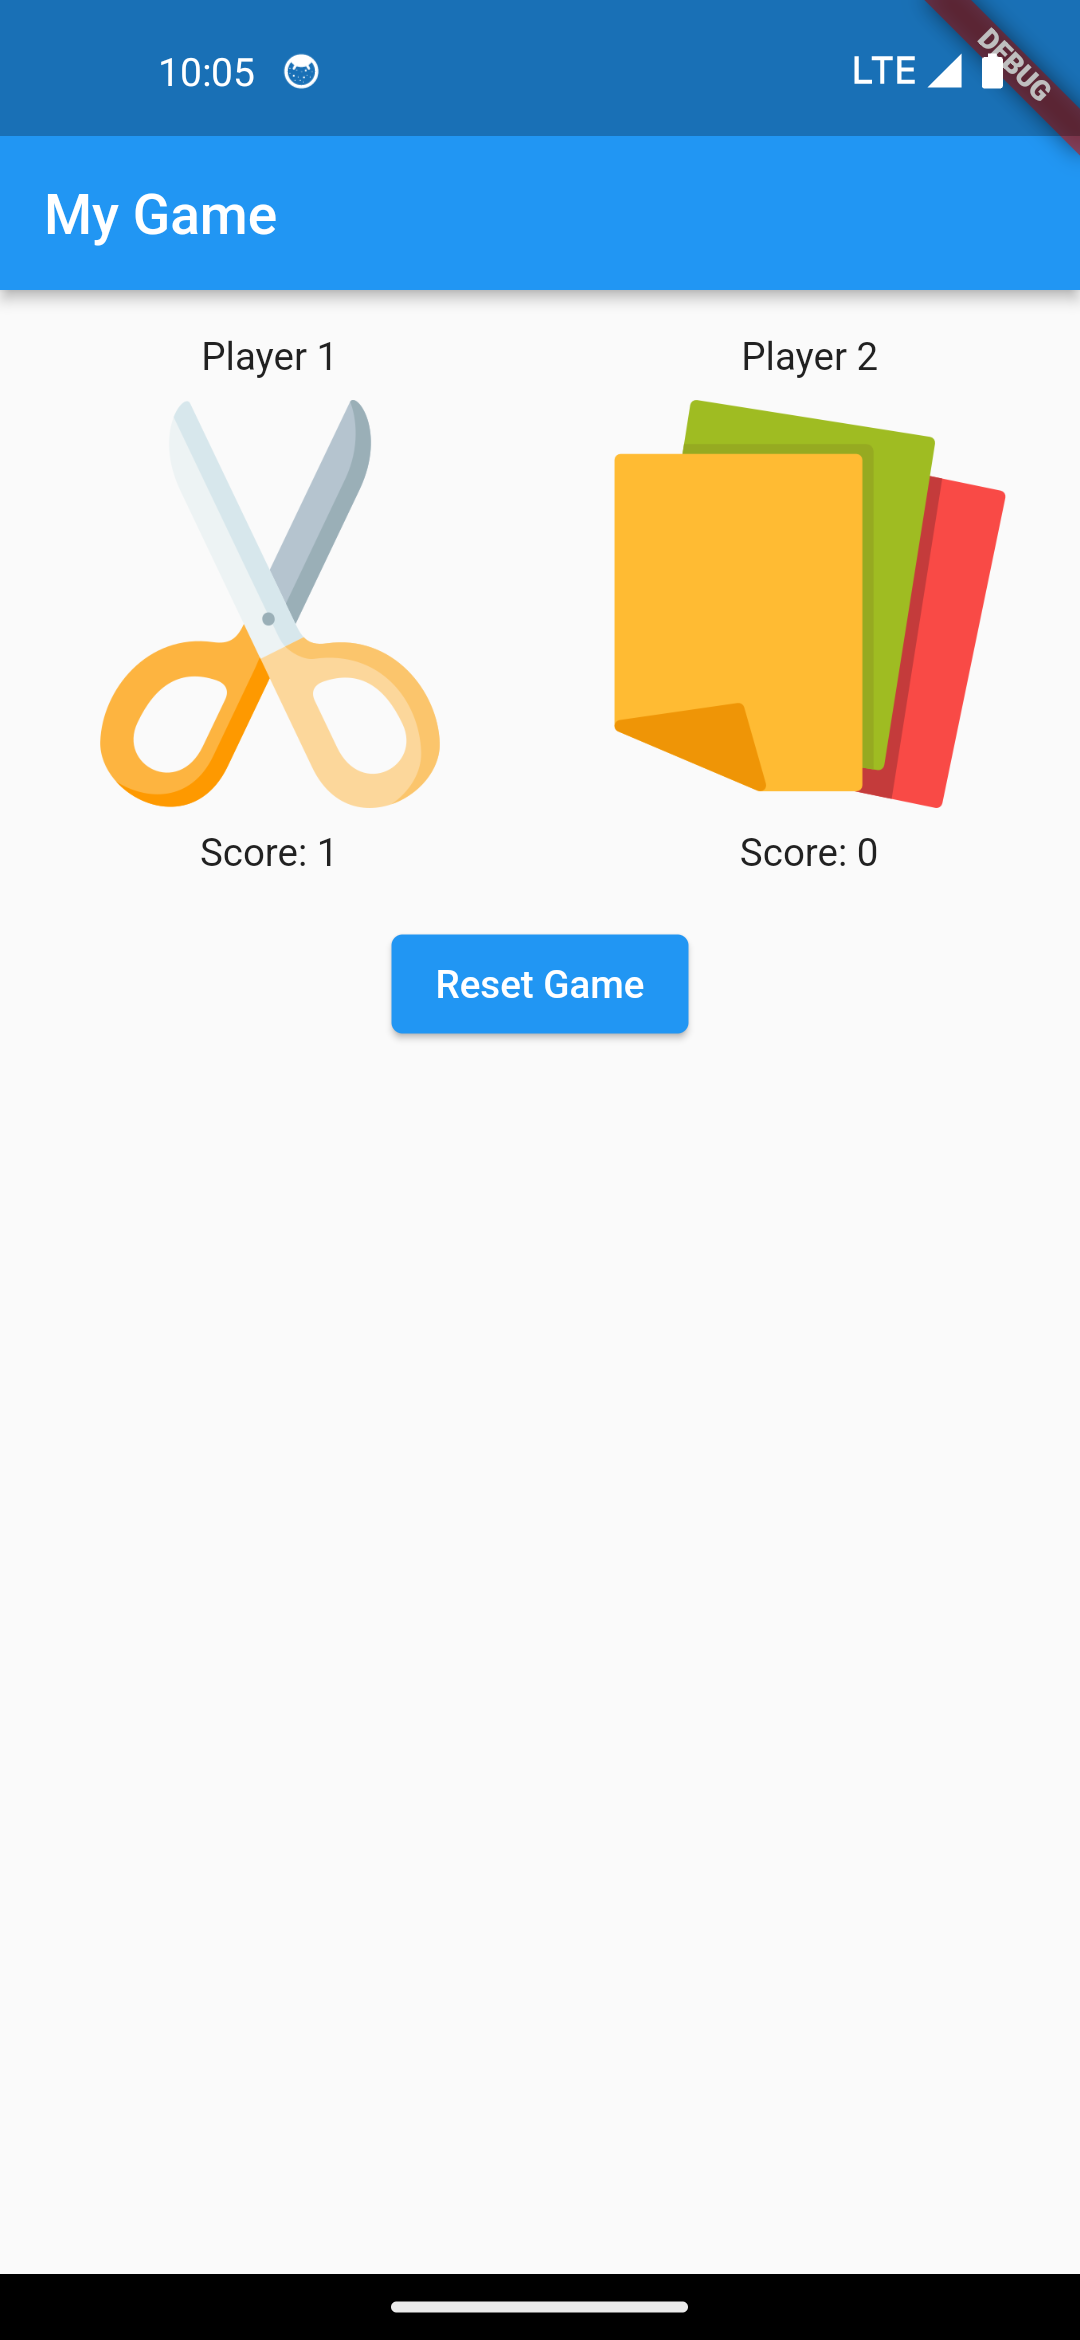 10:05 LTE
DEBUG
My Game
Player 1 Player 2
Score: 1 Score: 0
Reset Game